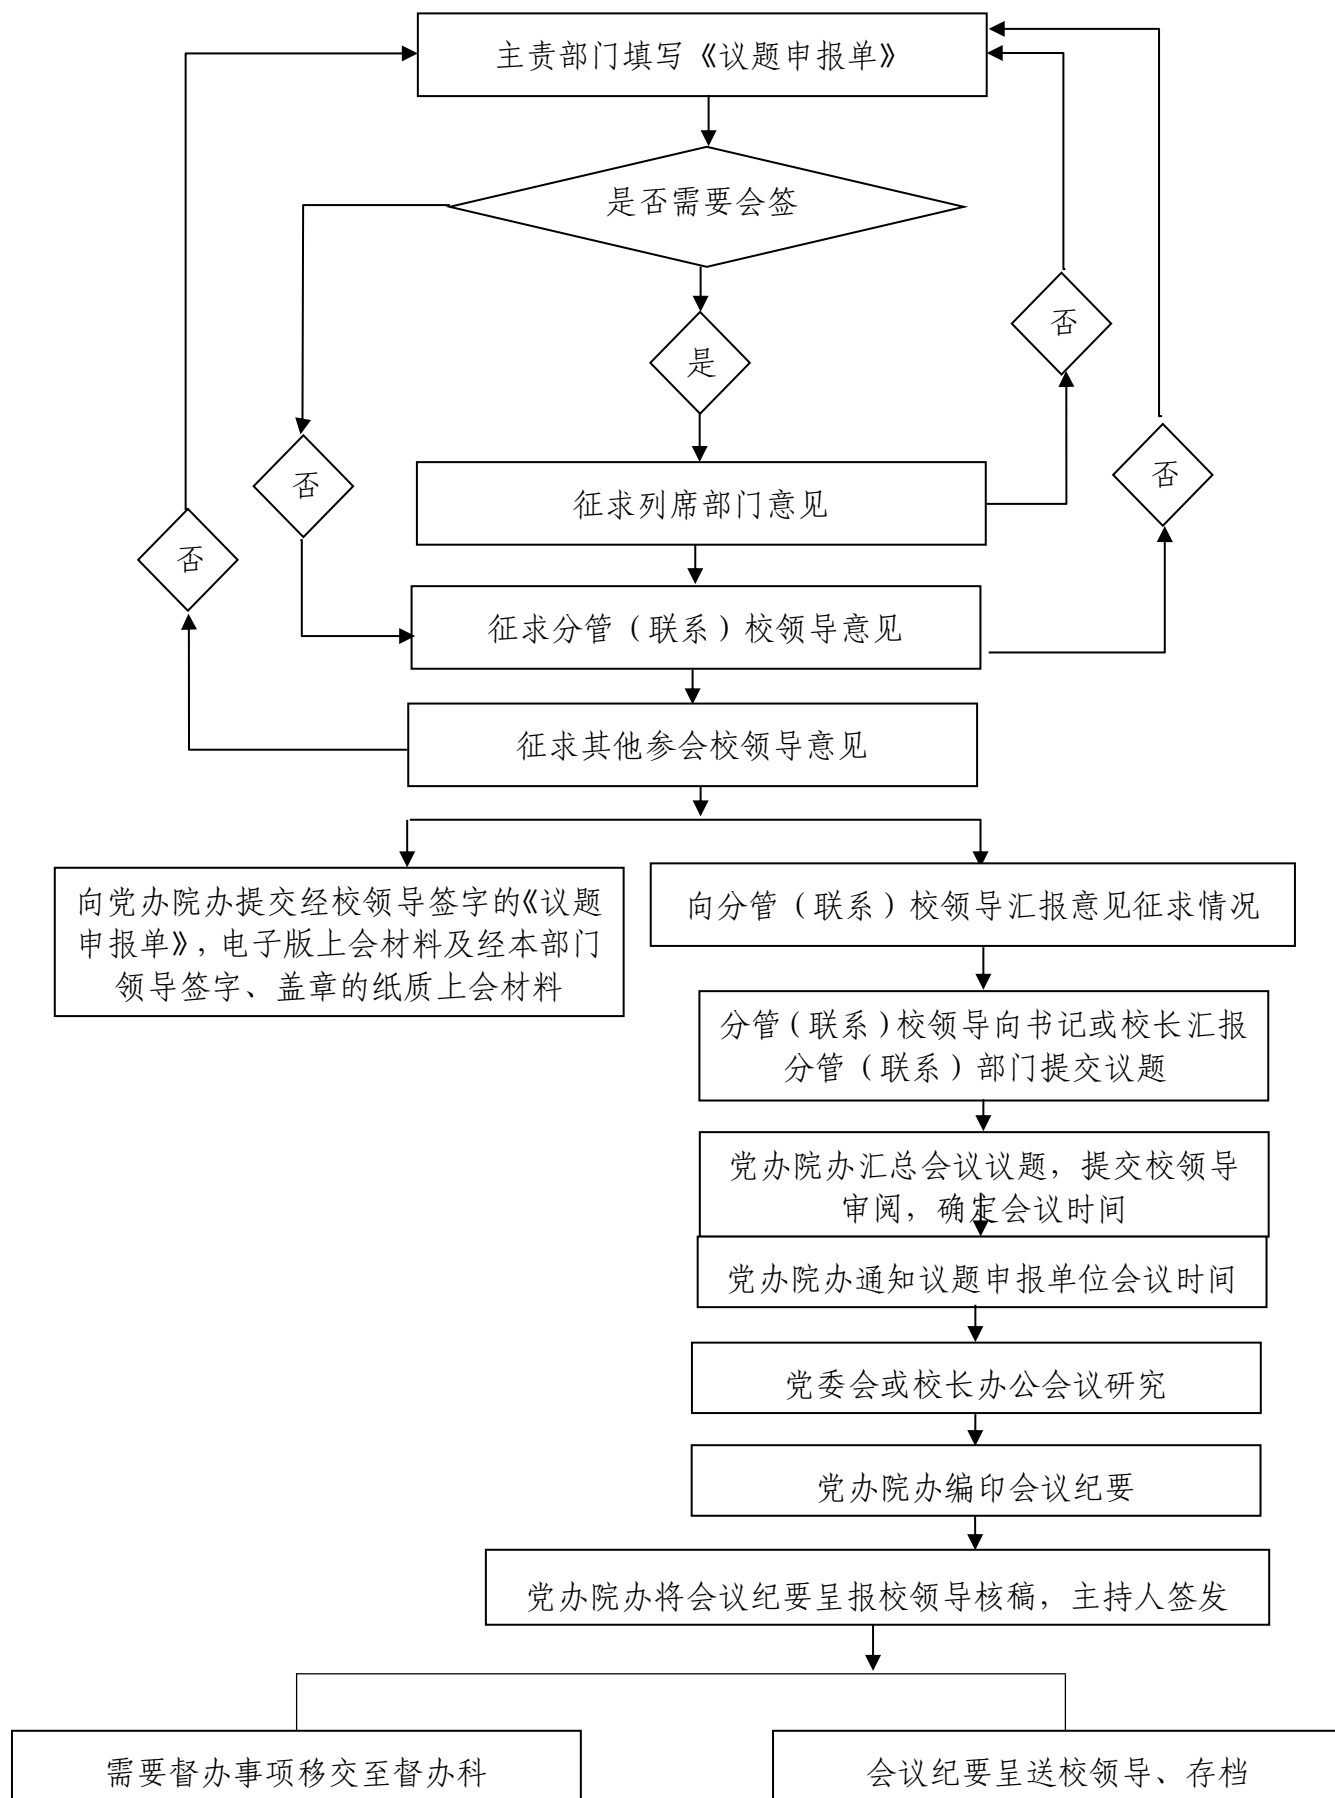 主责部门填写《议题申报单》
是否需要会签
否
是
否
否
征求列席部门意见
否
征求分管（联系）校领导意见
征求其他参会校领导意见
向党办院办提交经校领导签字的《议题
申报单》，电子版上会材料及经本部门
领导签字、盖章的纸质上会材料
向分管（联系）校领导汇报意见征求情况
分管（联系）校领导向书记或校长汇报
分管（联系）部门提交议题
党办院办汇总会议议题，提交校领导
审阅，确定会议时间
党办院办通知议题申报单位会议时间
党委会或校长办公会议研究
党办院办编印会议纪要
党办院办将会议纪要呈报校领导核稿，主持人签发
需要督办事项移交至督办科
会议纪要呈送校领导、存档